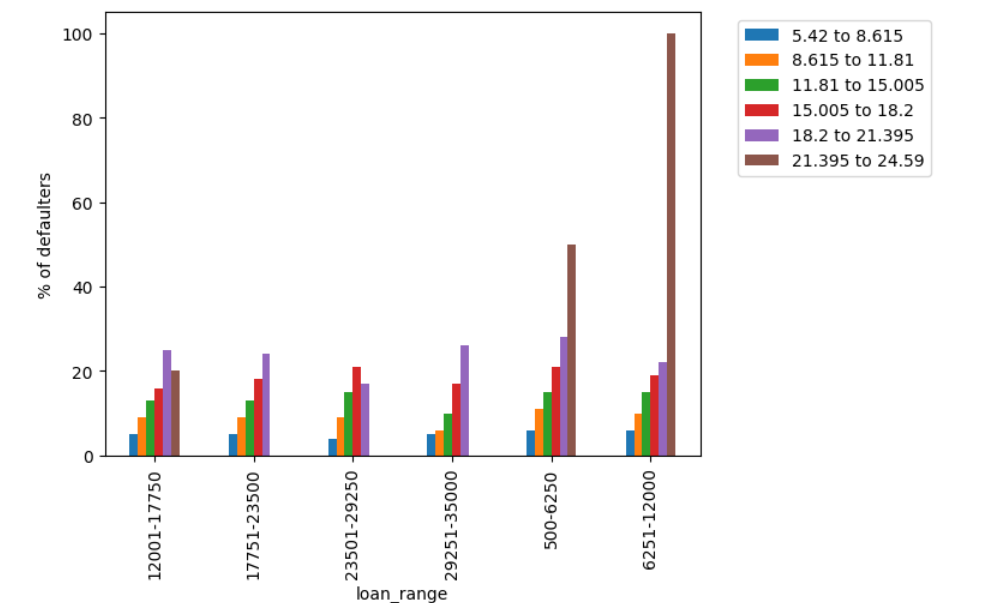 100
80
60
40
20
0
% of defaulters
12001-17750
17751-23500
23501-29250
29251-35000
500-6250
6251-12000
loan_range
5.42 to 8.615
8.615 to 11.81
11.81 to 15.005
15.005 to 18.2
18.2 to 21.395
21.395 to 24.59